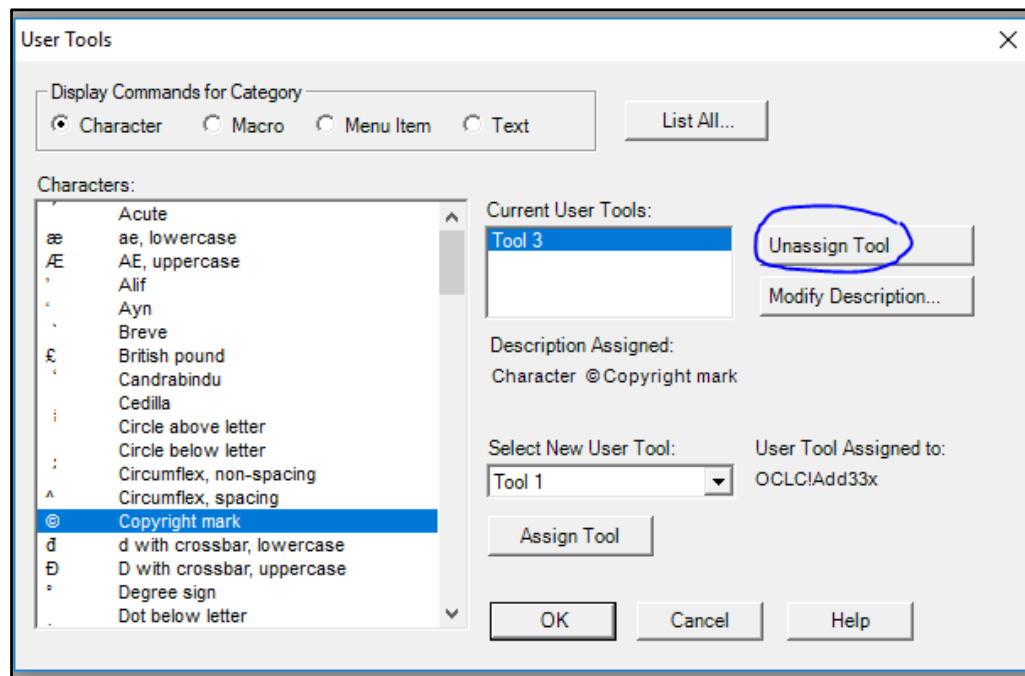 User Tools
Display Commands for Category
Character Macro Menu Item Text
List All...
Characters:
´ Acute
æ ae, lowercase
Æ AE, uppercase
Alif
Ayn
Breve
£ British pound
Candrabindu
Cedilla
Circle above letter
Circle below letter
Circumflex, non-spacing
^ Circumflex, spacing
© Copyright mark
đ d with crossbar, lowercase
Đ D with crossbar, uppercase
° Degree sign
Dot below letter
Current User Tools:
Tool 3
Unassign Tool
Modify Description...
Description Assigned:
Character ©Copyright mark
Select New User Tool:
Tool 1
User Tool Assigned to:
OCLC!Add33x
Assign Tool
OK Cancel Help